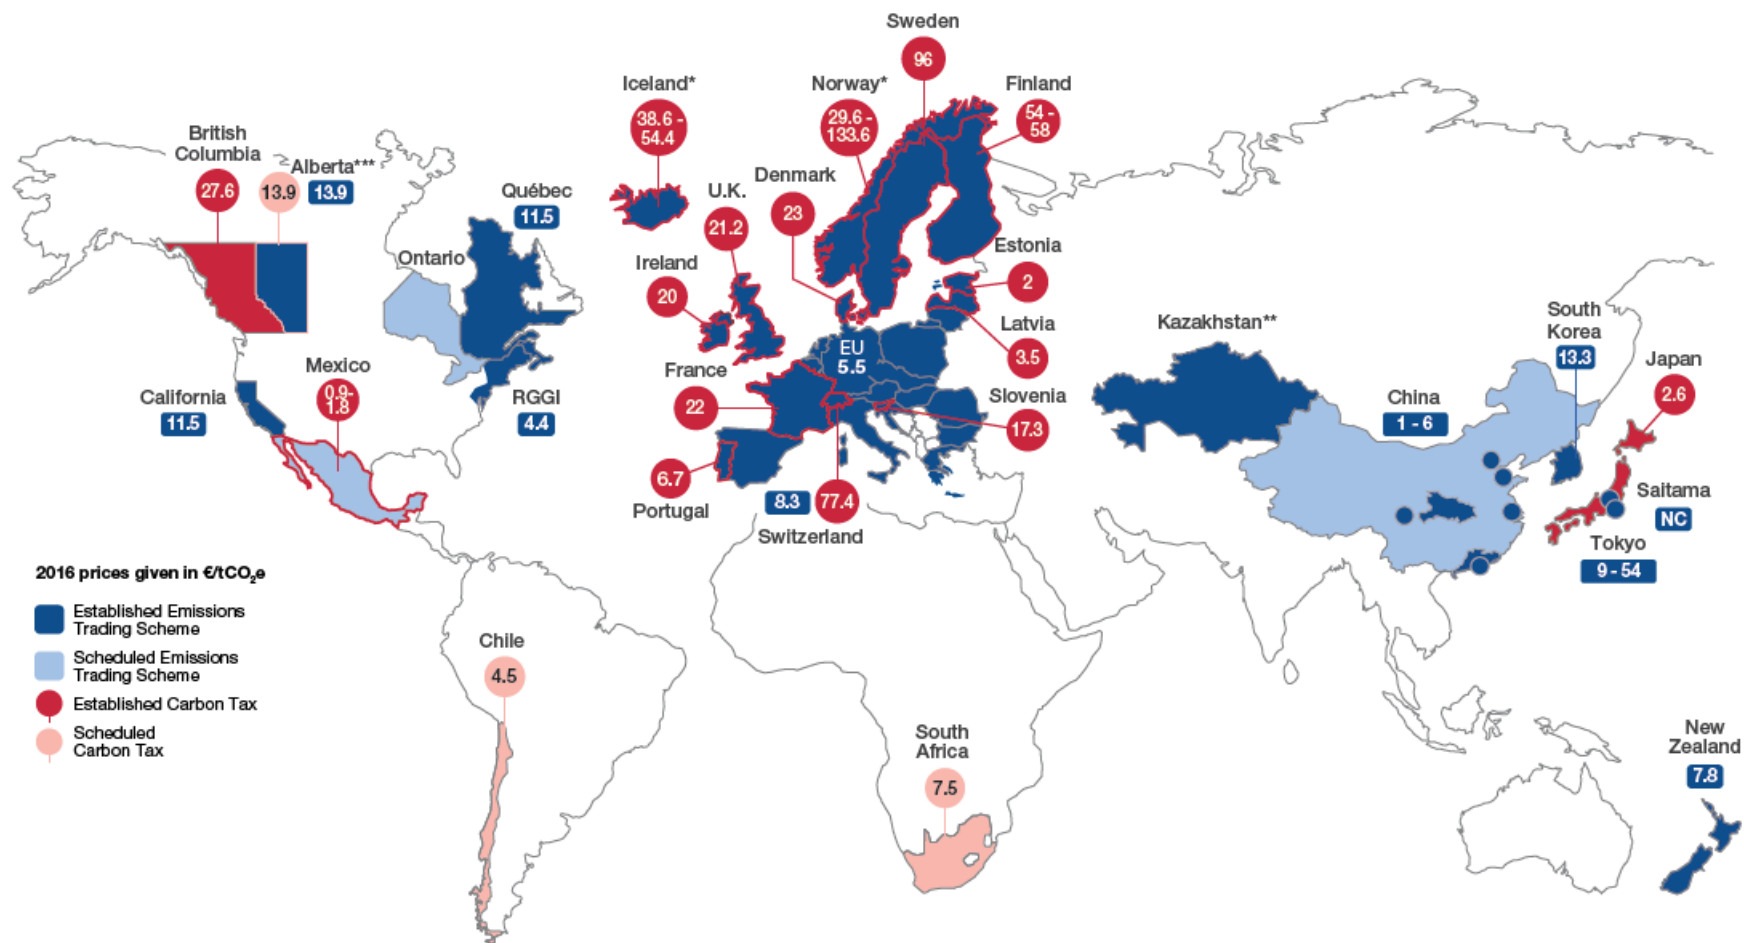 Sweden
96
Iceland*
38.6 -
54.4
Norway*
29.6 -
133.6
Finland
54 -
58
British
Columbia
27.6
Alberta***
13.9
13.9
Québec
11.5
U.K.
21.2
Denmark
23
Ontario
Ireland
20
Estonia
2
Latvia
3.5
EU
5.5
France
22
Slovenia
17.3
Portugal
6.7
8.3
77.4
Switzerland
Mexico
0.9-
1.8
California
11.5
RGGI
4.4
Kazakhstan**
China
1 - 6
South
Korea
13.3
Japan
2.6
Saitama
NC
Tokyo
9 - 54
2016 prices given in €/tCO₂e
Established Emissions
Trading Scheme
Scheduled Emissions
Trading Scheme
Established Carbon Tax
Scheduled
Carbon Tax
Chile
4.5
South
Africa
7.5
New
Zealand
7.8